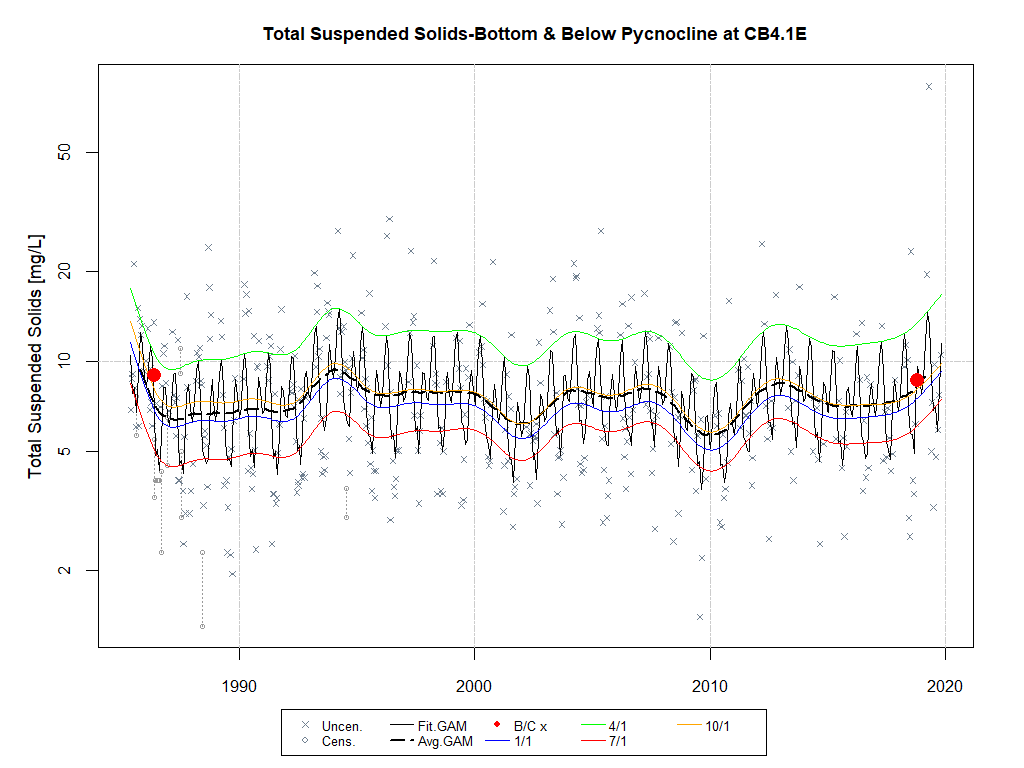 Total Suspended Solids-Bottom & Below Pycnocline at CB4.1E
Total Suspended Solids [mg/L]
50
20
10
5
2
1990 2000 2010 2020
Uncen. Fit.GAM B/C x 4/1 10/1
Cens. Avg.GAM 1/1 7/1